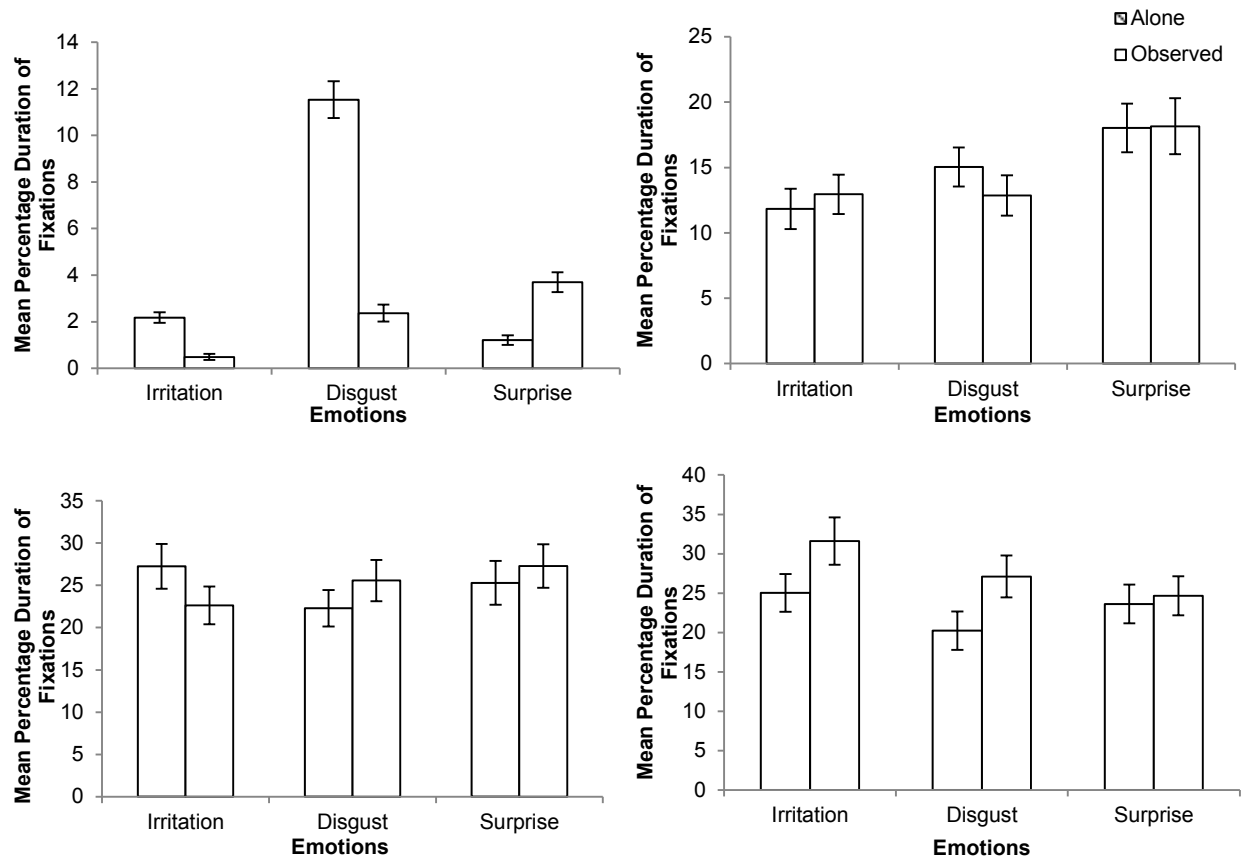 Mean Percentage Duration of
Fixations
14
12
10
8
6
4
2
0
Irritation
Disgust
Surprise
Emotions
Alone
Observed
Mean Percentage Duration of
Fixations
25
20
15
10
5
0
Irritation
Disgust
Surprise
Emotions
Mean Percentage Duration of
Fixations
35
30
25
20
15
10
5
0
Irritation
Disgust
Surprise
Emotions
Mean Percentage Duration of
Fixations
40
35
30
25
20
15
10
5
0
Irritation
Disgust
Surprise
Emotions